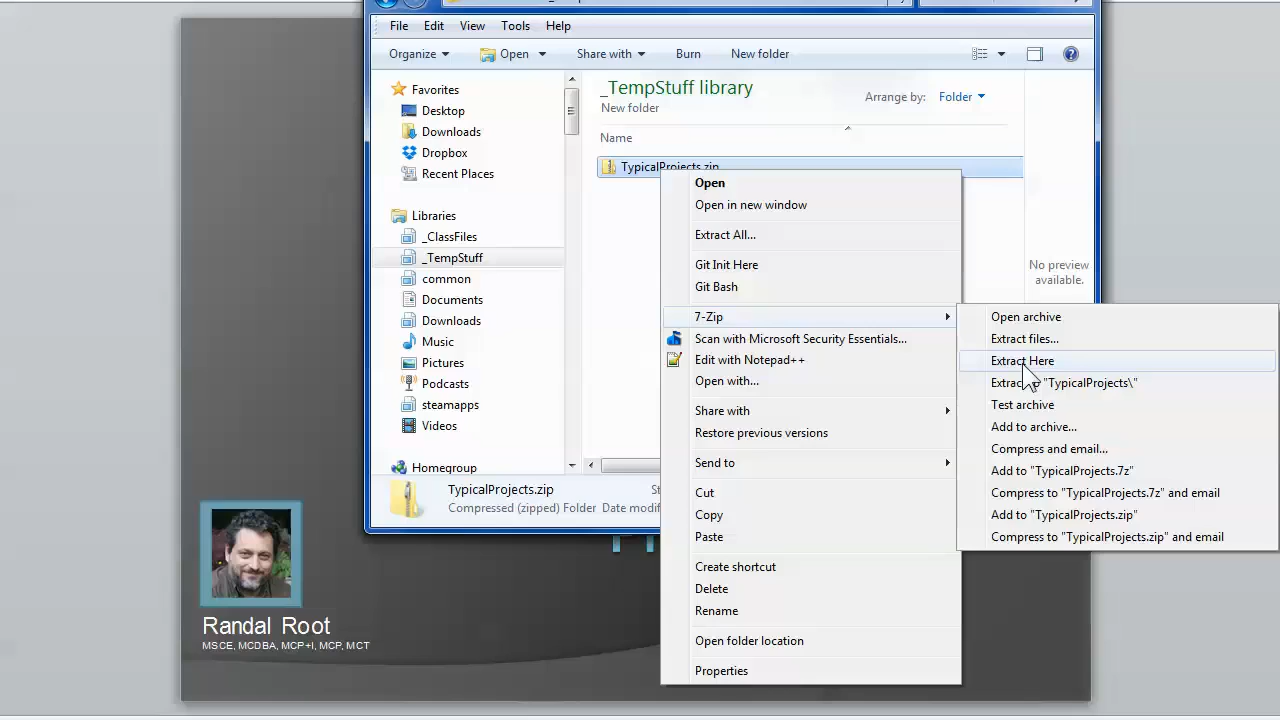 File Edit View Tools Help
Organize Open Share with Burn New folder
Favorites
Desktop
Downloads
Dropbox
Recent Places
Libraries
_ClassFiles
_TempStuff
common
Documents
Downloads
Music
Pictures
Podcasts
steamapps
Videos
Homegroup
_TempStuff library
New folder
Arrange by: Folder
Name
TypicalProjects.zip
No preview
available.
Open
Open in new window
Extract All...
Git Init Here
Git Bash
7-Zip
Scan with Microsoft Security Essentials...
Edit with Notepad++
Open with...
Share with
Restore previous versions
Send to
Cut
Copy
Paste
Create shortcut
Delete
Rename
Open folder location
Properties
Open archive
Extract files...
Extract Here
"TypicalProjects\"
Test archive
Add to archive...
Compress and email...
Add to "TypicalProjects.7z"
Compress to "TypicalProjects.7z" and email
Add to "TypicalProjects.zip"
Compress to "TypicalProjects.zip" and email
TypicalProjects.zip
Compressed (zipped) Folder Date
Randal Root
MSCE, MCDBA, MCP+I, MCP, MCT